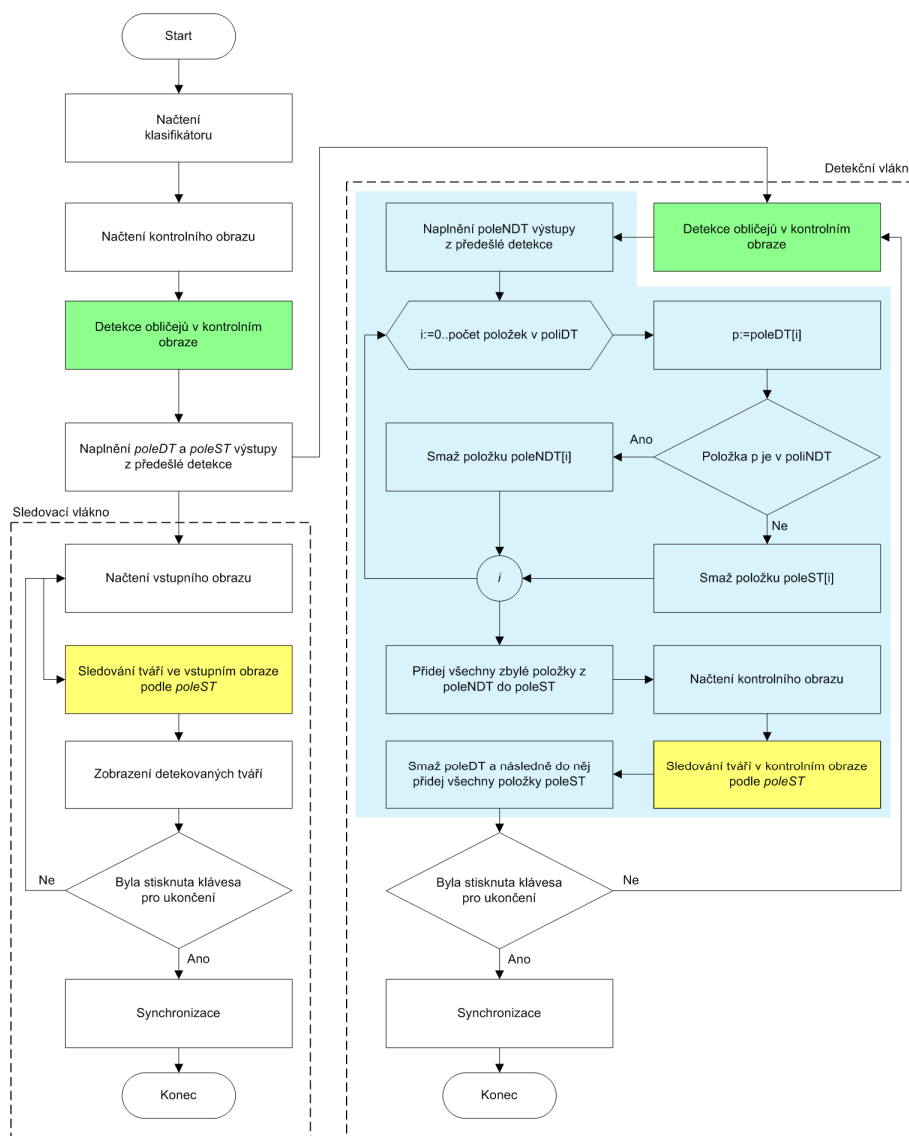 Start
Načtení
klasifikátoru
Načtení kontrolního obrazu
Detekce obličejů v kontrolním
obraze
Naplnění poleDT a poleST výstupy
z předešlé detekce
Sledovací vlákno
Načtení vstupního obrazu
Sledování tváří ve vstupním obraze
podle poleST
Zobrazení detekovaných tváří
Byla stisknuta klávesa
pro ukončení
Ne
Ano
Synchronizace
Konec
Detekční vlákn
Naplnění poleNDT výstupy
z předešlé detekce
Detekce obličejů v kontrolním
obraze
i:=0..počet položek v poliDT
p:=poleDT[i]
Položka p je v poliNDT
Ano
Smaž položku poleNDT[i]
Ne
Smaž položku poleST[i]
i
Přidej všechny zbylé položky z
poleNDT do poleST
Načtení kontrolního obrazu
Sledování tváří v kontrolním obraze
podle poleST
Smaž poleDT a následně do něj
přidej všechny položky poleST
Byla stisknuta klávesa
pro ukončení
Ne
Ano
Synchronizace
Konec